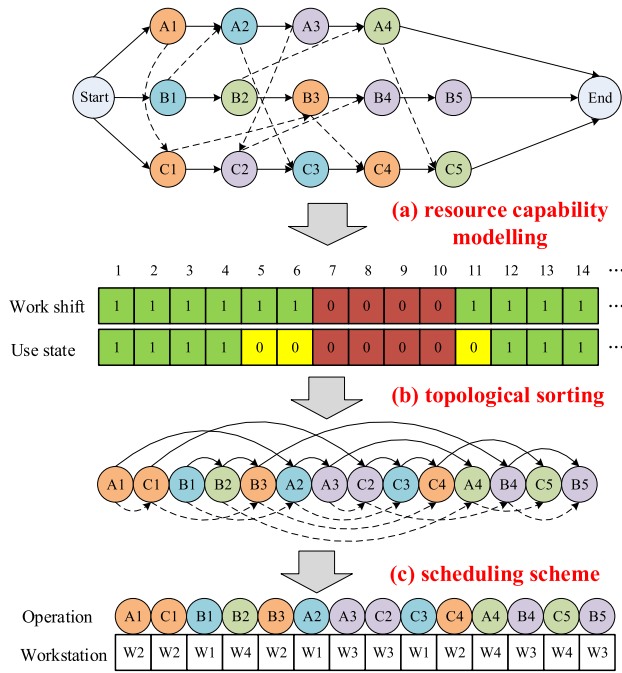 A1 A2 A3 A4
Start B1 B2 B3 B4 B5 End
C1 C2 C3 C4 C5
(a) resource capability
modelling
1 2 3 4 5 6 7 8 9 10 11 12 13 14 ...
Work shift 1 1 1 1 1 1 0 0 0 0 1 1 1 1 ...
Use state 1 1 1 1 0 0 0 0 0 0 0 1 1 1 ...
(b) topological sorting
A1 C1 B1 B2 B3 A2 A3 C2 C3 C4 A4 B4 C5 B5
(c) scheduling scheme
Operation A1 C1 B1 B2 B3 A2 A3 C2 C3 C4 A4 B4 C5 B5
Workstation W2 W2 W1 W4 W2 W1 W3 W3 W1 W2 W4 W3 W4 W3